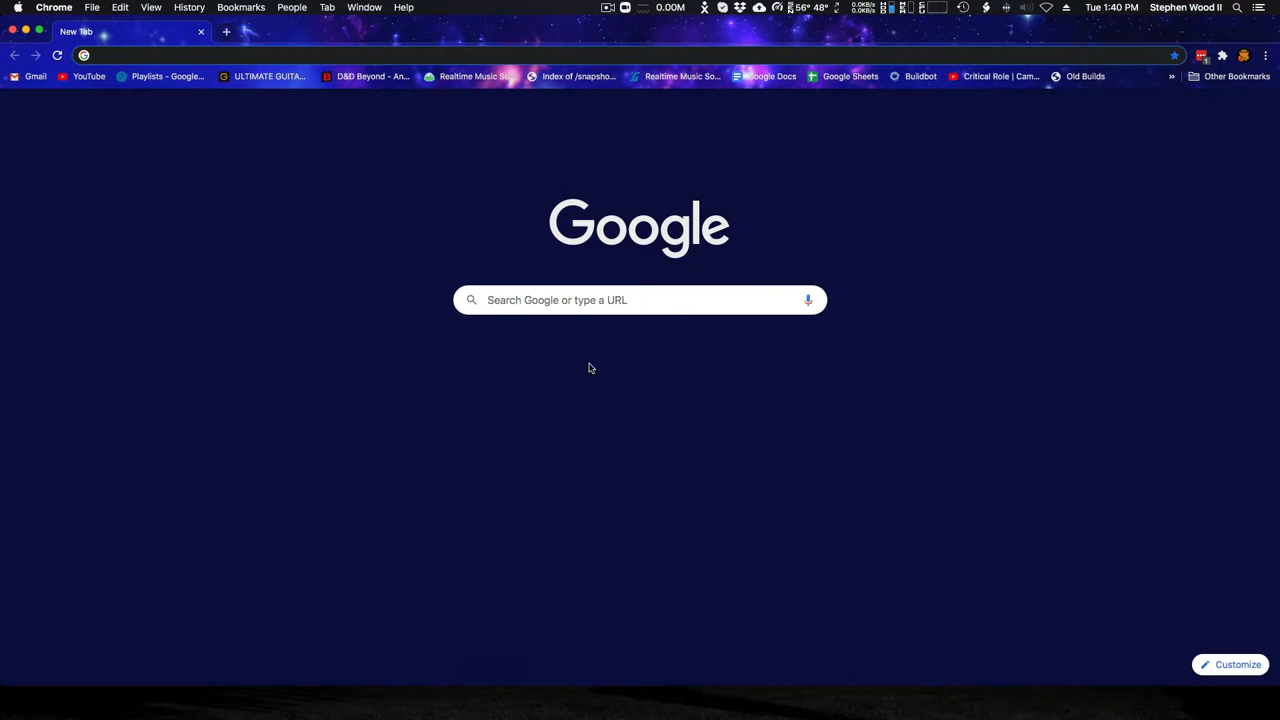 Chrome File Edit View History Bookmarks People Tab Window Help 0.00M 56° 48° 0.0KB/s 0.0KB/s Tue 1:40 PM Stephen Wood II
New Tab
Gmail YouTube Playlists - Google... ULTIMATE GUITA... D&D Beyond - An... Realtime Music So... Index of /snapsho... Realtime Music So... Google Docs Google Sheets Buildbot Critical Role | Cam... Old Builds » Other Bookmarks
Google
Search Google or type a URL
Customize